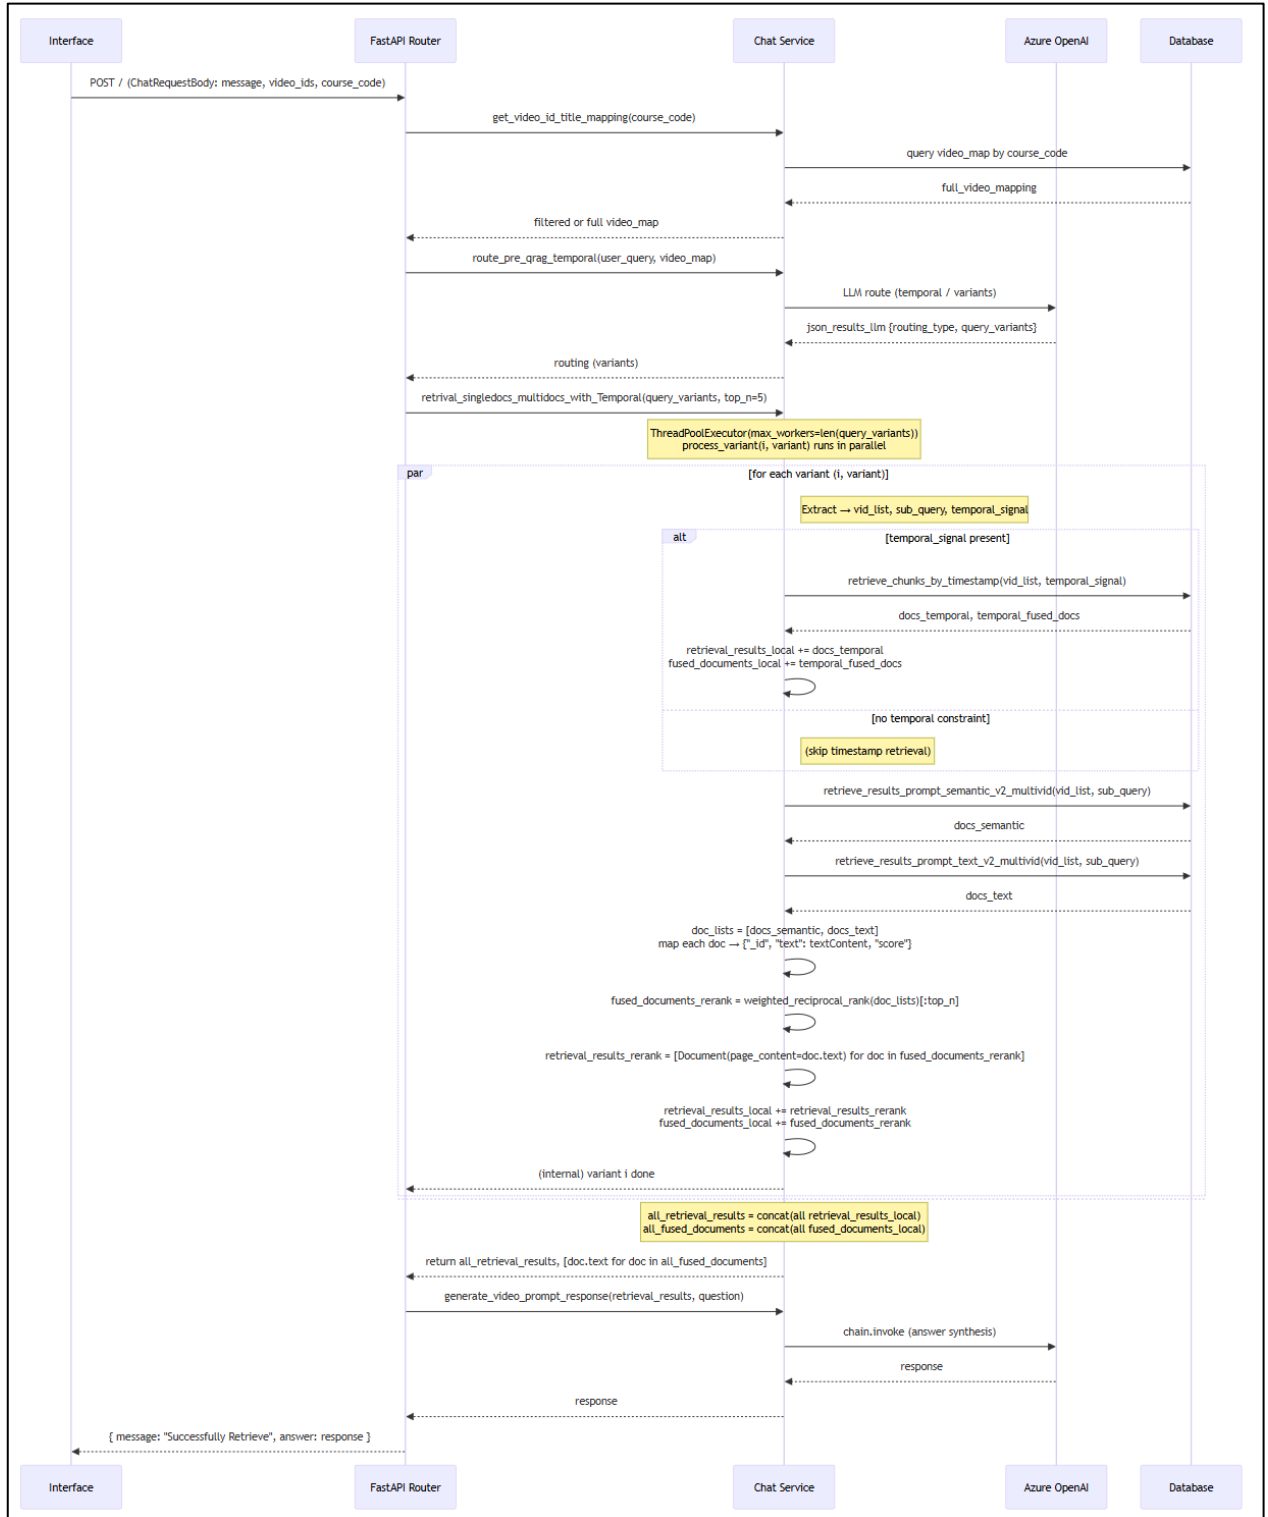 Interface
FastAPI Router
Chat Service
Azure OpenAI
Database
POST / (ChatRequestBody: message, video_ids, course_code)
get_video_id_title_mapping(course_code)
query video_map by course_code
full_video_mapping
filtered or full video_map
route_pre_qrag_temporal(user_query, video_map)
LLM route (temporal / variants)
json_results_llm {routing_type, query_variants}
routing (variants)
retrival_singledocs_multidocs_with_Temporal(query_variants, top_n=5)
ThreadPoolExecutor(max_workers=len(query_variants))
process_variant(i, variant) runs in parallel
par
[for each variant (i, variant)]
Extract → vid_list, sub_query, temporal_signal
alt
[temporal_signal present]
retrieve_chunks_by_timestamp(vid_list, temporal_signal)
docs_temporal, temporal_fused_docs
retrieval_results_local += docs_temporal
fused_documents_local += temporal_fused_docs
[no temporal constraint]
(skip timestamp retrieval)
retrieve_results_prompt_semantic_v2_multivid(vid_list, sub_query)
docs_semantic
retrieve_results_prompt_text_v2_multivid(vid_list, sub_query)
docs_text
doc_lists = [docs_semantic, docs_text]
map each doc → {"_id", "text": textContent, "score"}
fused_documents_rerank = weighted_reciprocal_rank(doc_lists)[:top_n]
retrieval_results_rerank = [Document(page_content=doc.text) for doc in fused_documents_rerank]
retrieval_results_local += retrieval_results_rerank
fused_documents_local += fused_documents_rerank
(internal) variant i done
all_retrieval_results = concat(all retrieval_results_local)
all_fused_documents = concat(all fused_documents_local)
return all_retrieval_results, [doc.text for doc in all_fused_documents]
generate_video_prompt_response(retrieval_results, question)
chain.invoke (answer synthesis)
response
response
{ message: "Successfully Retrieve", answer: response }
Interface
FastAPI Router
Chat Service
Azure OpenAI
Database